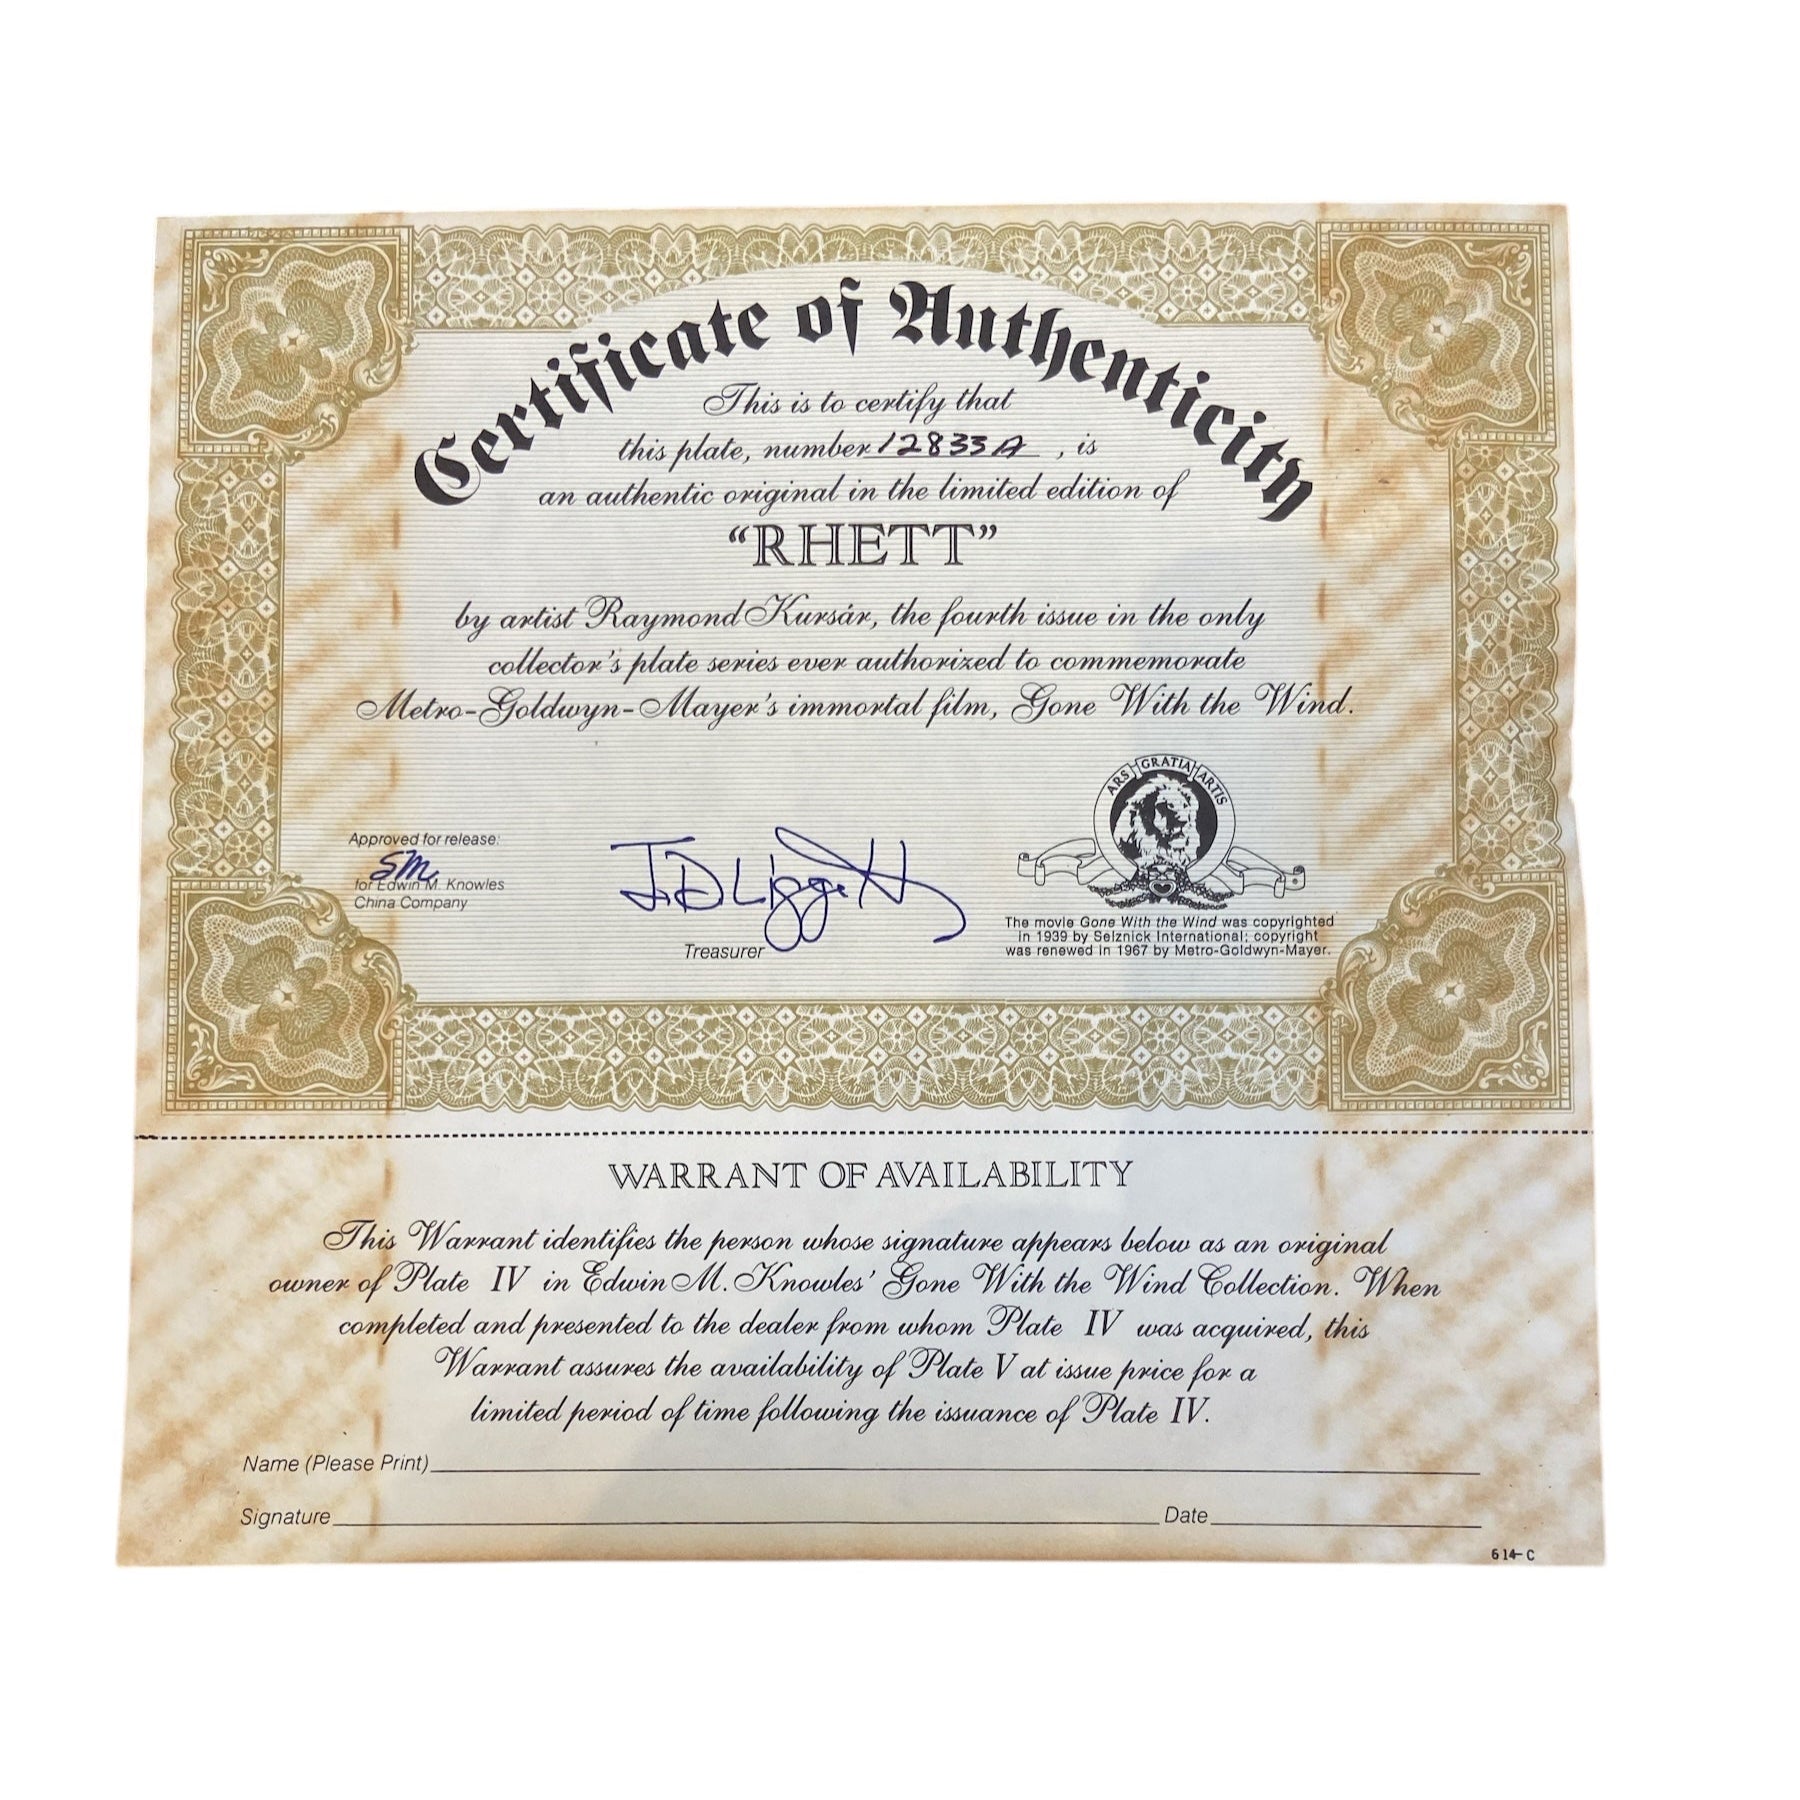 Certificate of Authenticity
This is to certify that
this plate, number 12833A, is
an authentic original in the limited edition of
“RHETT”
by artist Raymond Kursár, the fourth issue in the only
collector's plate series ever authorized to commemorate
Metro-Goldwyn-Mayer's immortal film, Gone With the Wind.
Approved for release:
SM
for Edwin M. Knowles
China Company
J.D Liggett
Treasurer
ARS GRATIA ARTIS
The movie Gone With the Wind was copyrighted
in 1939 by Selznick International; copyright
was renewed in 1967 by Metro-Goldwyn-Mayer.
WARRANT OF AVAILABILITY
This Warrant identifies the person whose signature appears below as an original
owner of Plate IV in Edwin M. Knowles' Gone With the Wind Collection. When
completed and presented to the dealer from whom Plate IV was acquired, this
Warrant assures the availability of Plate V at issue price for a
limited period of time following the issuance of Plate IV.
Name (Please Print)
Signature Date
614-C